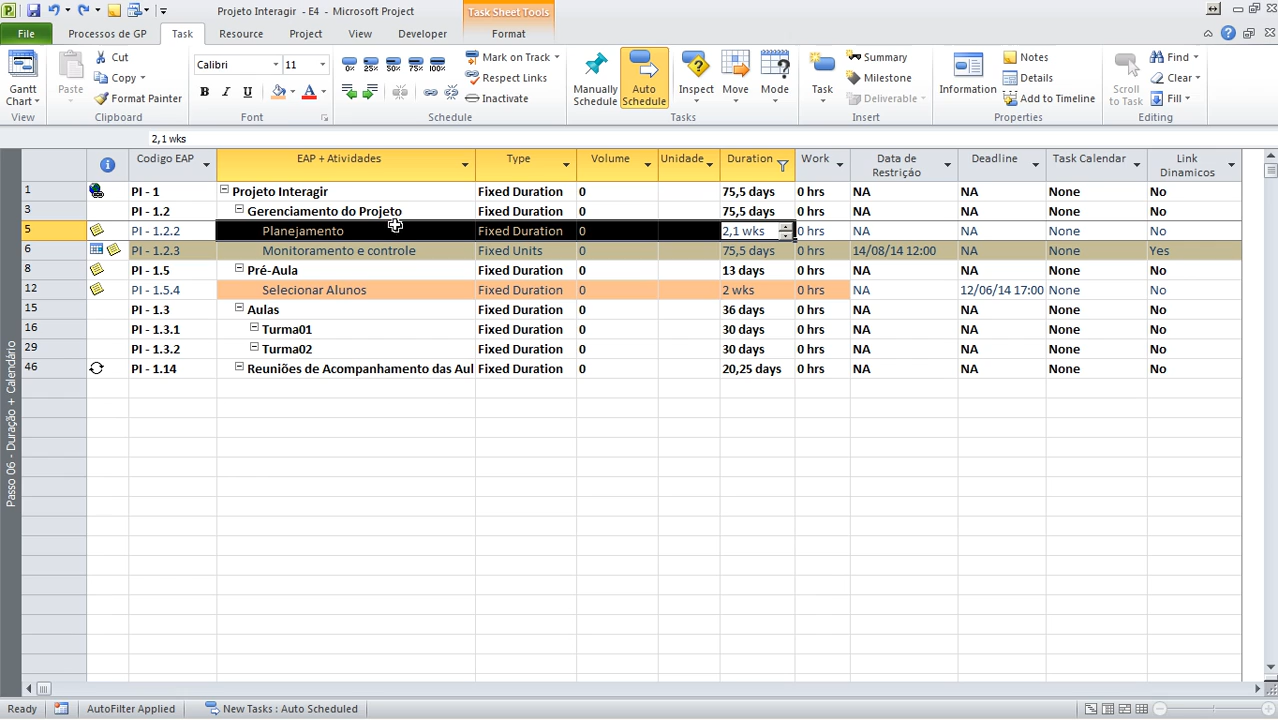 Projeto Interagir - E4 - Microsoft Project
Task Sheet Tools
File
Processos de GP
Task
Resource
Project
View
Developer
Format
Gantt Chart
View
Paste
Cut
Copy
Format Painter
Clipboard
Calibri
11
B I U A
Font
0% 25% 50% 75% 100%
Mark on Track
Respect Links
Inactivate
Schedule
Manually Schedule
Auto Schedule
Inspect
Move
Mode
Tasks
Task
Summary
Milestone
Deliverable
Insert
Information
Notes
Details
Add to Timeline
Properties
Scroll to Task
Find
Clear
Fill
Editing
2,1 wks
Codigo EAP EAP + Atividades Type Volume Unidade Duration Work Data de Restrição Deadline Task Calendar Link Dinamicos
1 PI - 1 Projeto Interagir Fixed Duration 0 75,5 days 0 hrs NA NA None No
3 PI - 1.2 Gerenciamento do Projeto Fixed Duration 0 75,5 days 0 hrs NA NA None No
5 PI - 1.2.2 Planejamento Fixed Duration 0 2,1 wks 0 hrs NA NA None No
6 PI - 1.2.3 Monitoramento e controle Fixed Units 0 75,5 days 0 hrs 14/08/14 12:00 NA None Yes
8 PI - 1.5 Pré-Aula Fixed Duration 0 13 days 0 hrs NA NA None No
12 PI - 1.5.4 Selecionar Alunos Fixed Duration 0 2 wks 0 hrs NA 12/06/14 17:00 None No
15 PI - 1.3 Aulas Fixed Duration 0 36 days 0 hrs NA NA None No
16 PI - 1.3.1 Turma01 Fixed Duration 0 30 days 0 hrs NA NA None No
29 PI - 1.3.2 Turma02 Fixed Duration 0 30 days 0 hrs NA NA None No
46 PI - 1.14 Reuniões de Acompanhamento das Aul Fixed Duration 0 20,25 days 0 hrs NA NA None No
Passo 06 - Duração + Calendário
Ready
AutoFilter Applied
New Tasks : Auto Scheduled